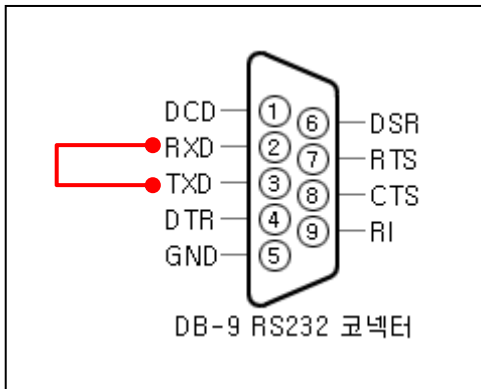 DCD
RXD
TXD
DTR
GND
1
2
3
4
5
6
7
8
9
DSR
RTS
CTS
RI
DB-9 RS232 코넥터